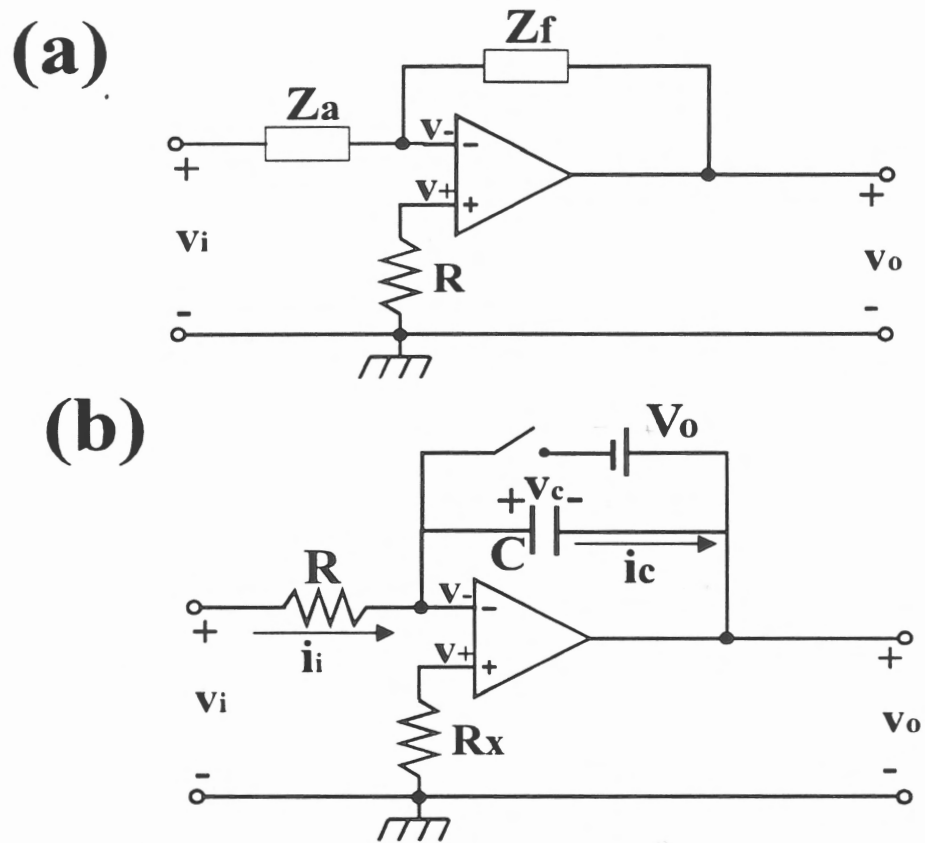 (a)
Zf
Za
v-
-
+
v+
+
+
vi
R
vo
-
-
(b)
Vo
+ vc -
C
ic
R
v-
-
+
ii
v+
+
+
vi
Rx
vo
-
-